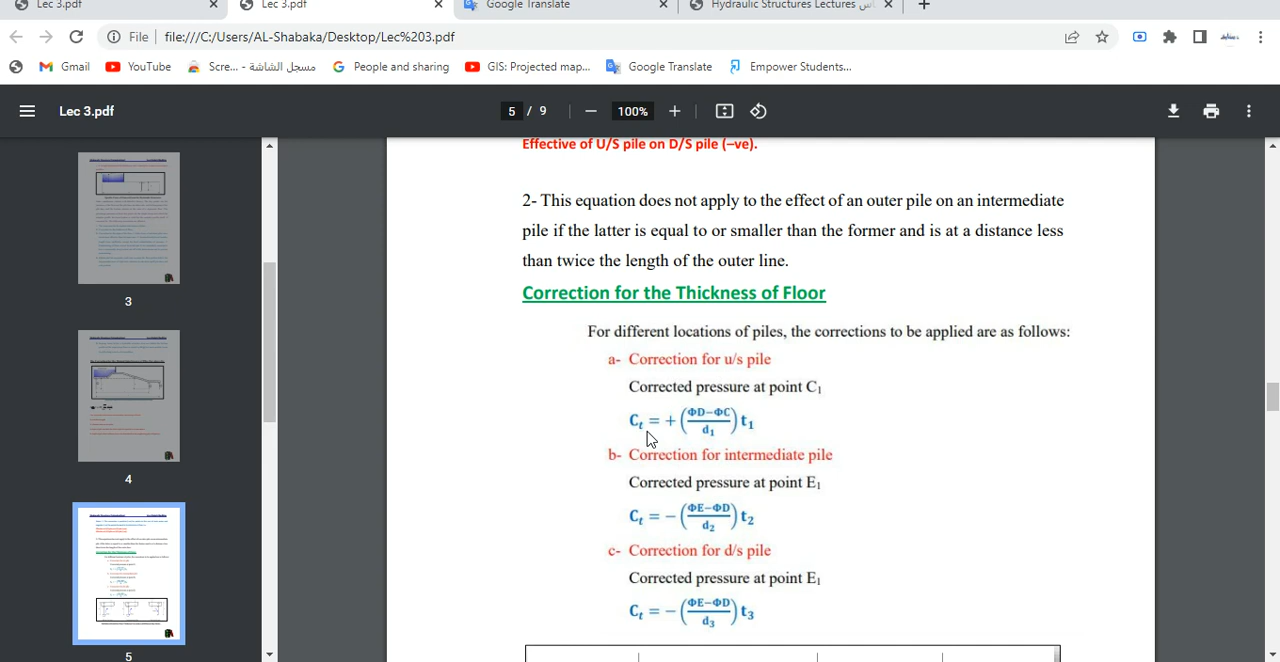 Lec 3.pdf
Lec 3.pdf
Google Translate
Hydraulic Structures Lectures
File
file:///C:/Users/AL-Shabaka/Desktop/Lec%203.pdf
Gmail
YouTube
Scre... - مسجل الشاشة
People and sharing
GIS: Projected map...
Google Translate
Empower Students...
Lec 3.pdf
5 / 9
100%
3
4
5
Effective of U/S pile on D/S pile (–ve).
2- This equation does not apply to the effect of an outer pile on an intermediate
pile if the latter is equal to or smaller than the former and is at a distance less
than twice the length of the outer line.
Correction for the Thickness of Floor
For different locations of piles, the corrections to be applied are as follows:
a- Correction for u/s pile
Corrected pressure at point C₁
Cₜ = + (ΦD−ΦC / d₁) t₁
b- Correction for intermediate pile
Corrected pressure at point E₁
Cₜ = − (ΦE−ΦD / d₂) t₂
c- Correction for d/s pile
Corrected pressure at point E₁
Cₜ = − (ΦE−ΦD / d₃) t₃